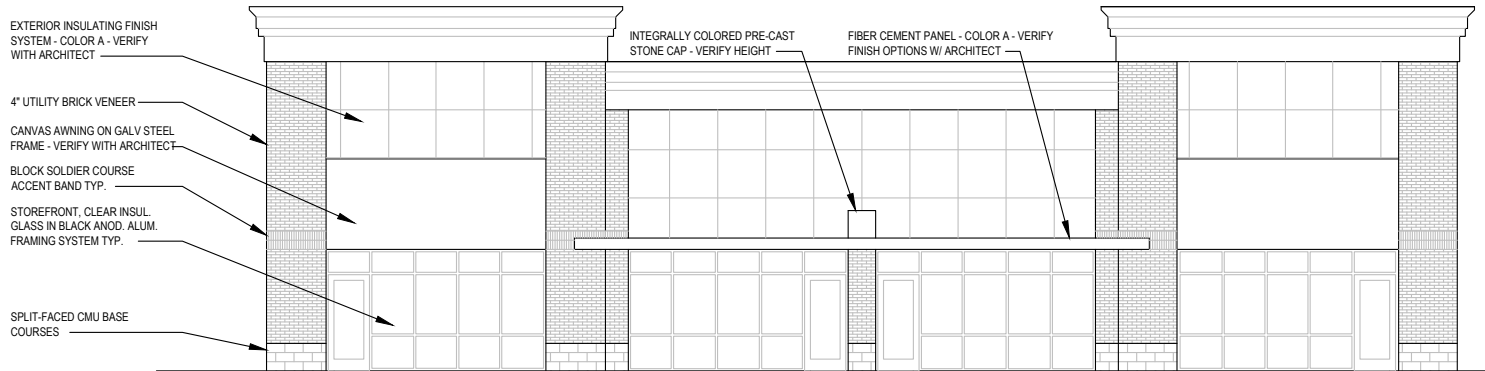 EXTERIOR INSULATING FINISH
SYSTEM - COLOR A - VERIFY
WITH ARCHITECT
4" UTILITY BRICK VENEER
CANVAS AWNING ON GALV STEEL
FRAME - VERIFY WITH ARCHITECT
BLOCK SOLDIER COURSE
ACCENT BAND TYP.
STOREFRONT, CLEAR INSUL.
GLASS IN BLACK ANOD. ALUM.
FRAMING SYSTEM TYP.
SPLIT-FACED CMU BASE
COURSES
INTEGRALLY COLORED PRE-CAST
STONE CAP - VERIFY HEIGHT
FIBER CEMENT PANEL - COLOR A - VERIFY
FINISH OPTIONS W/ ARCHITECT